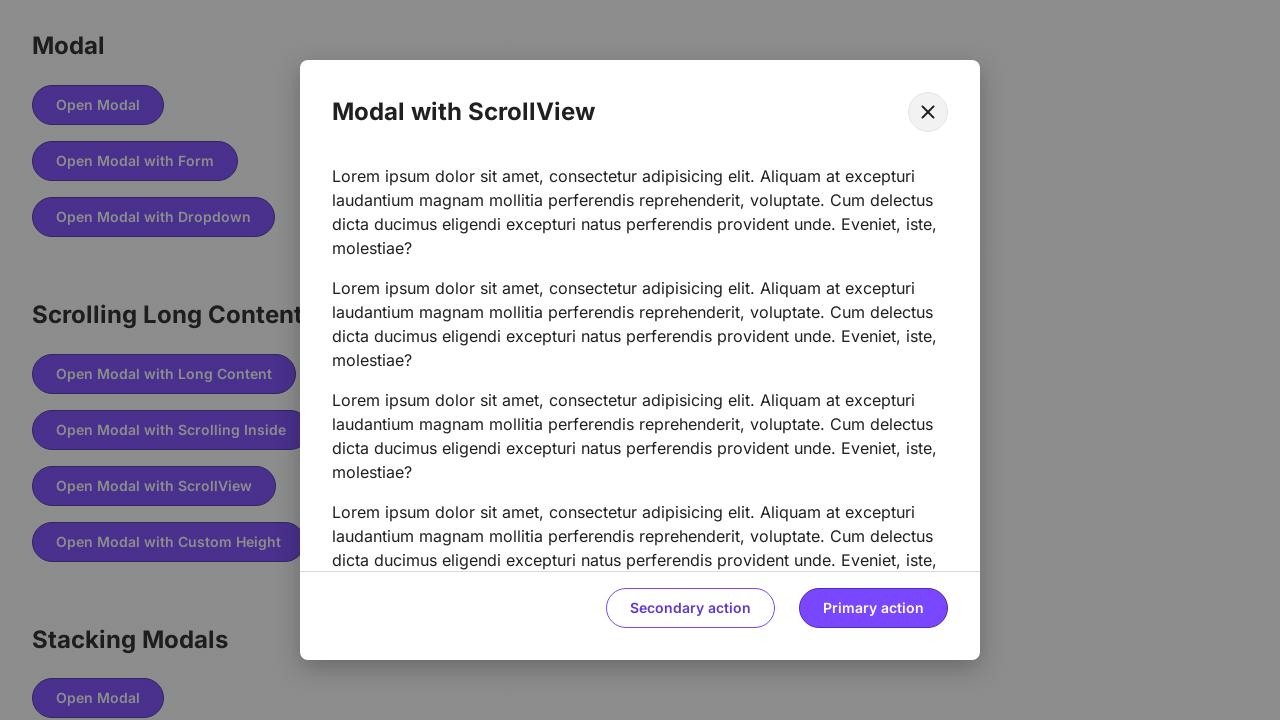 Modal
Open Modal
Open Modal with Form
Open Modal with Dropdown
Scrolling Long Content
Open Modal with Long Content
Open Modal with Scrolling Inside
Open Modal with ScrollView
Open Modal with Custom Height
Stacking Modals
Open Modal
Modal with ScrollView
Lorem ipsum dolor sit amet, consectetur adipisicing elit. Aliquam at excepturi
laudantium magnam mollitia perferendis reprehenderit, voluptate. Cum delectus
dicta ducimus eligendi excepturi natus perferendis provident unde. Eveniet, iste,
molestiae?
Lorem ipsum dolor sit amet, consectetur adipisicing elit. Aliquam at excepturi
laudantium magnam mollitia perferendis reprehenderit, voluptate. Cum delectus
dicta ducimus eligendi excepturi natus perferendis provident unde. Eveniet, iste,
molestiae?
Lorem ipsum dolor sit amet, consectetur adipisicing elit. Aliquam at excepturi
laudantium magnam mollitia perferendis reprehenderit, voluptate. Cum delectus
dicta ducimus eligendi excepturi natus perferendis provident unde. Eveniet, iste,
molestiae?
Lorem ipsum dolor sit amet, consectetur adipisicing elit. Aliquam at excepturi
laudantium magnam mollitia perferendis reprehenderit, voluptate. Cum delectus
dicta ducimus eligendi excepturi natus perferendis provident unde. Eveniet, iste,
Secondary action
Primary action